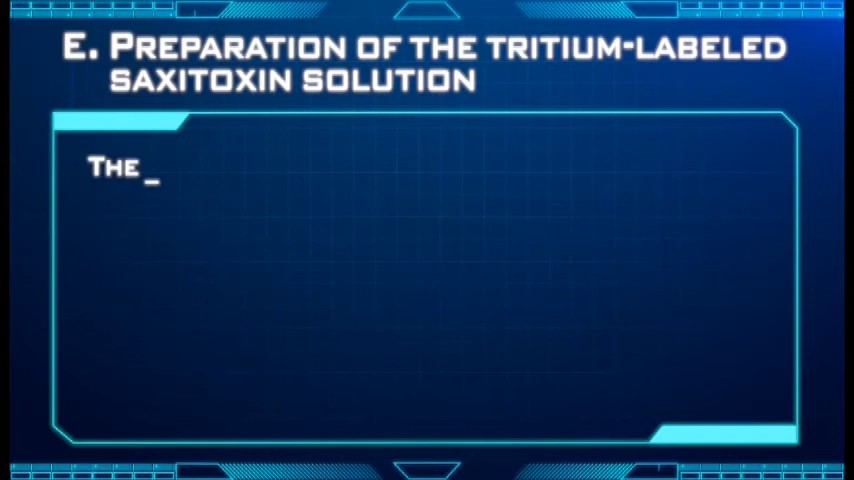 E. PREPARATION OF THE TRITIUM-LABELED
SAXITOXIN SOLUTION
THE _